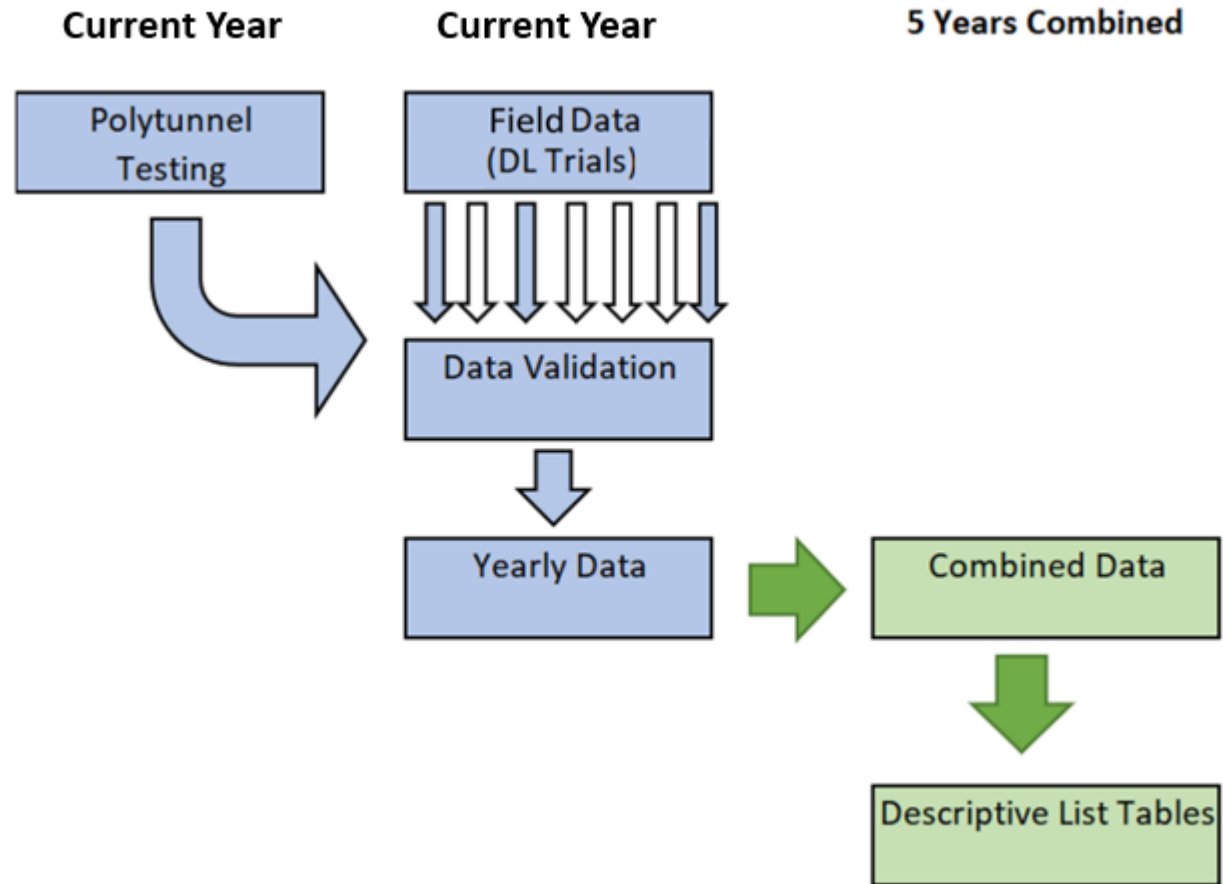 Current Year
Current Year
5 Years Combined
Polytunnel
Testing
Field Data
(DL Trials)
Data Validation
Yearly Data
Combined Data
Descriptive List Tables